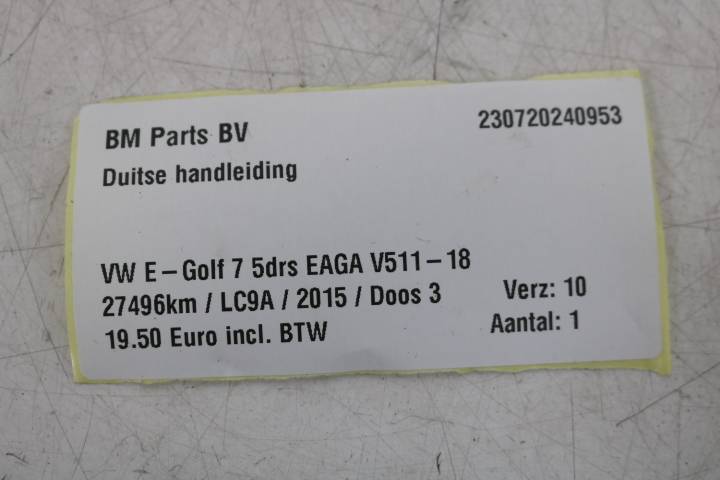 BM Parts BV
230720240953
Duitse handleiding
VW E-Golf 7 5drs EAGA V511-18
27496km / LC9A / 2015 / Doos 3
Verz: 10
19.50 Euro incl. BTW
Aantal: 1